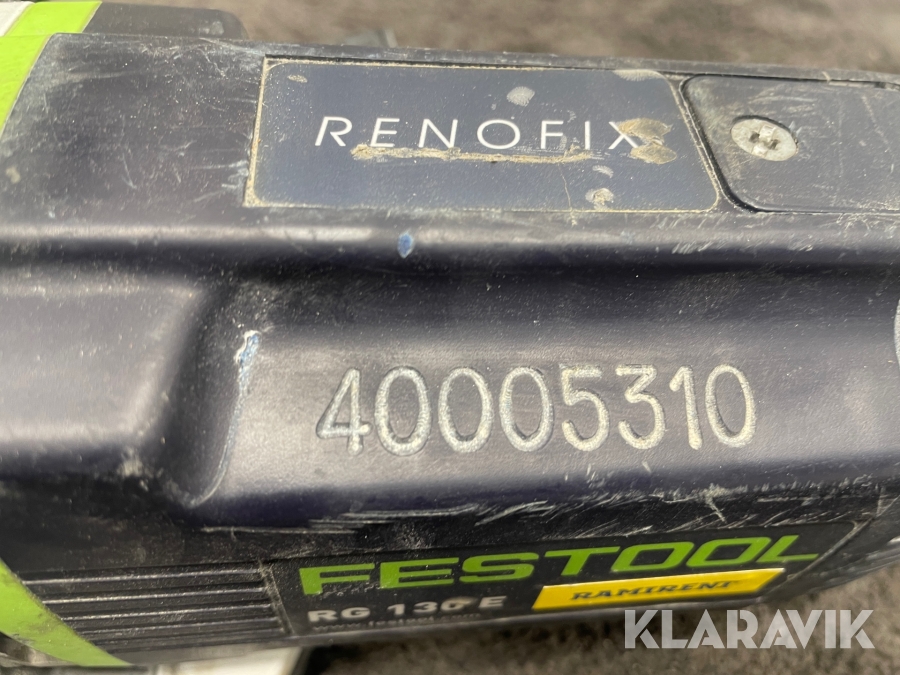 RENOFIX
40005310
FESTOOL
RG 130 E
RAMIRENT
KLARAVIK